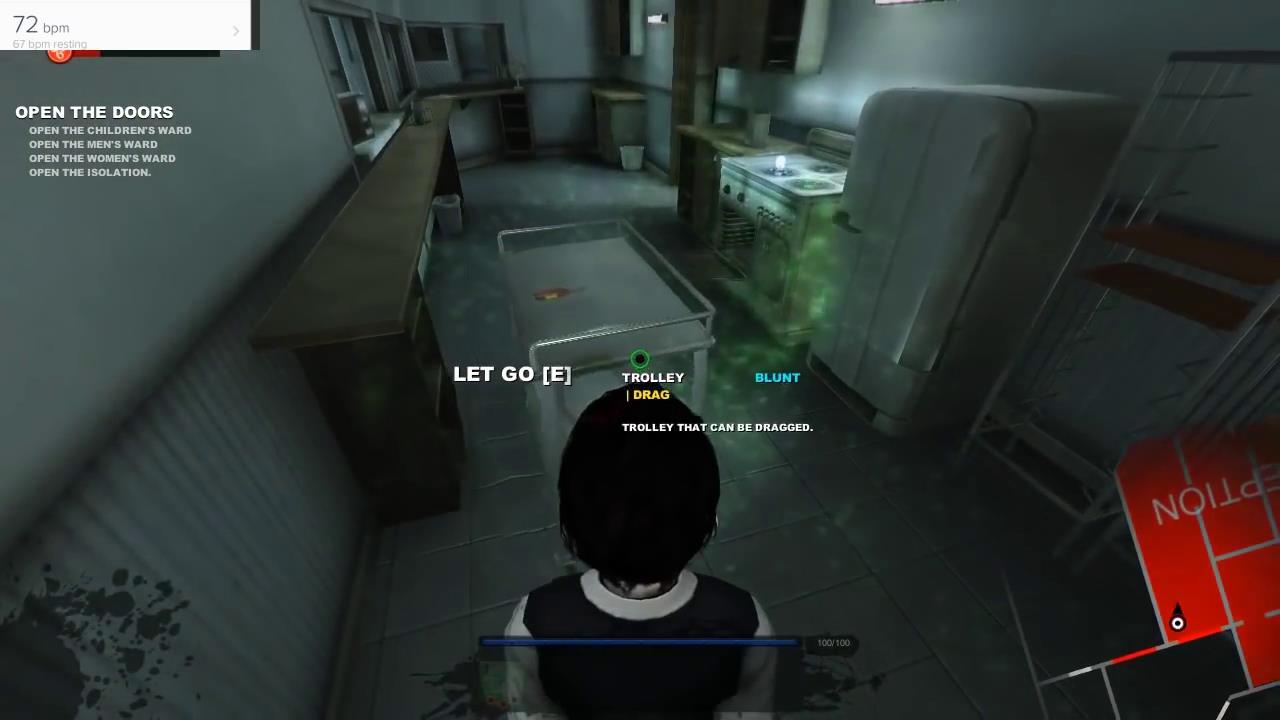 72 bpm
67 bpm resting
OPEN THE DOORS
OPEN THE CHILDREN'S WARD
OPEN THE MEN'S WARD
OPEN THE WOMEN'S WARD
OPEN THE ISOLATION.
LET GO [E]
TROLLEY
BLUNT
| DRAG
TROLLEY THAT CAN BE DRAGGED.
100/100